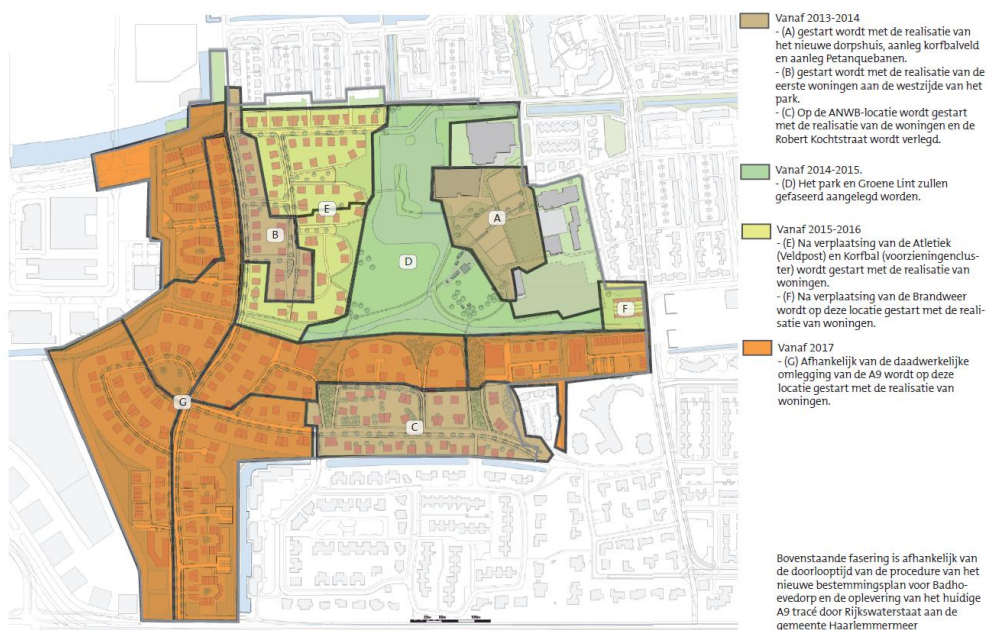 Vanaf 2013-2014
- (A) gestart wordt met de realisatie van
het nieuwe dorpshuis, aanleg korfbalveld
en aanleg Petanquebanen.
- (B) gestart wordt met de realisatie van de
eerste woningen aan de westzijde van het
park.
- (C) Op de ANWB-locatie wordt gestart
met de realisatie van de woningen en de
Robert Kochtstraat wordt verlegd.
Vanaf 2014-2015.
- (D) Het park en Groene Lint zullen
gefaseerd aangelegd worden.
Vanaf 2015-2016
- (E) Na verplaatsing van de Atletiek
(Veldpost) en Korfbal (voorzieningenclus-
ter) wordt gestart met de realisatie van
woningen.
- (F) Na verplaatsing van de Brandweer
wordt op deze locatie gestart met de reali-
satie van woningen.
Vanaf 2017
- (G) Afhankelijk van de daadwerkelijke
omlegging van de A9 wordt op deze
locatie gestart met de realisatie van
woningen.
E
A
B
D
F
G
C
Bovenstaande fasering is afhankelijk van
de doorlooptijd van de procedure van het
nieuwe bestemmingsplan voor Badho-
evedorp en de oplevering van het huidige
A9 tracé door Rijkswaterstaat aan de
gemeente Haarlemmermeer